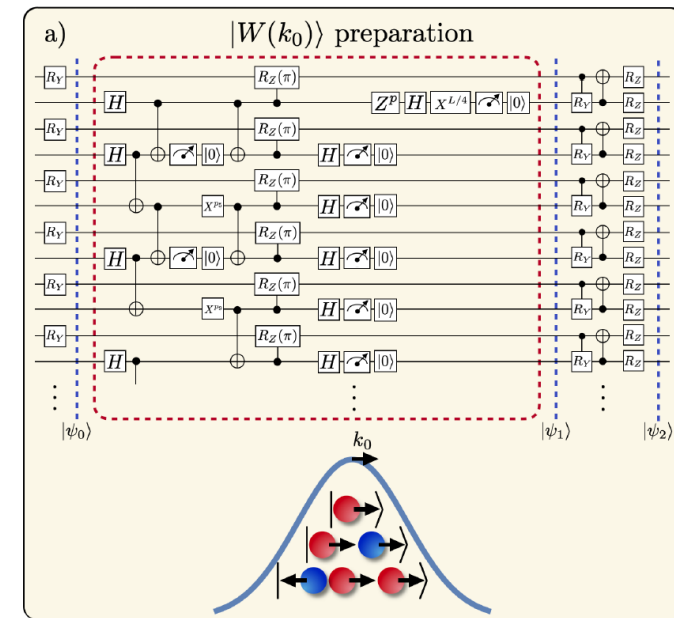 a) |W(k₀)⟩ preparation
R_Y R_Z(π) R_Z
H Z^p H X^{L/4} |0⟩ R_Y R_Z
R_Y R_Z(π) R_Z
H |0⟩ H |0⟩ R_Y R_Z
R_Y R_Z(π) R_Z
X^{p_5} H |0⟩ R_Y R_Z
R_Y R_Z(π) R_Z
H |0⟩ H |0⟩ R_Y R_Z
R_Y R_Z(π) R_Z
H |0⟩ R_Y R_Z
R_Y R_Z(π) R_Z
H H |0⟩ R_Y R_Z
|ψ₀⟩ |ψ₁⟩ |ψ₂⟩
k₀